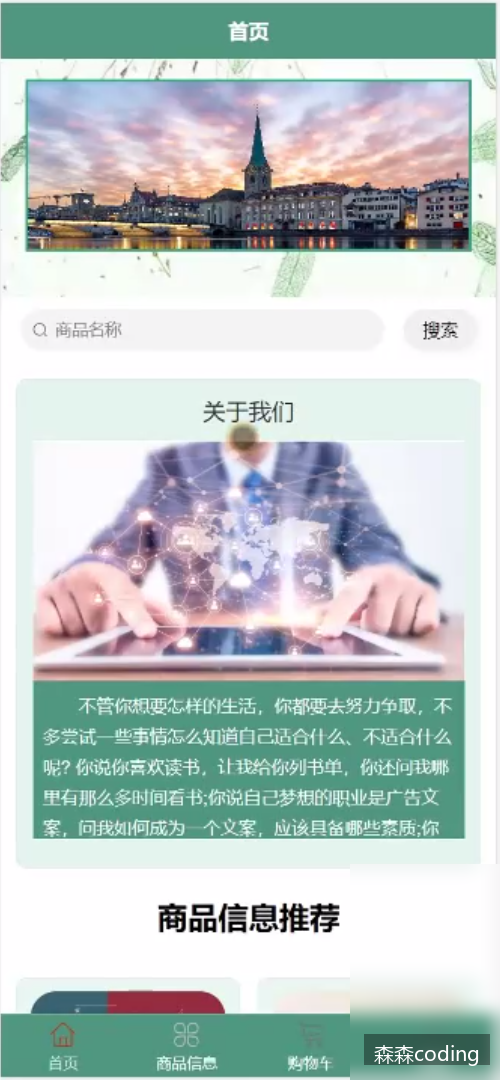 首页
商品名称
搜索
关于我们
不管你想要怎样的生活，你都要去努力争取，不
多尝试一些事情怎么知道自己适合什么、不适合什么
呢? 你说你喜欢读书，让我给你列书单，你还问我哪
里有那么多时间看书;你说自己梦想的职业是广告文
案，问我如何成为一个文案，应该具备哪些素质;你
商品信息推荐
首页
商品信息
购物车
森森coding